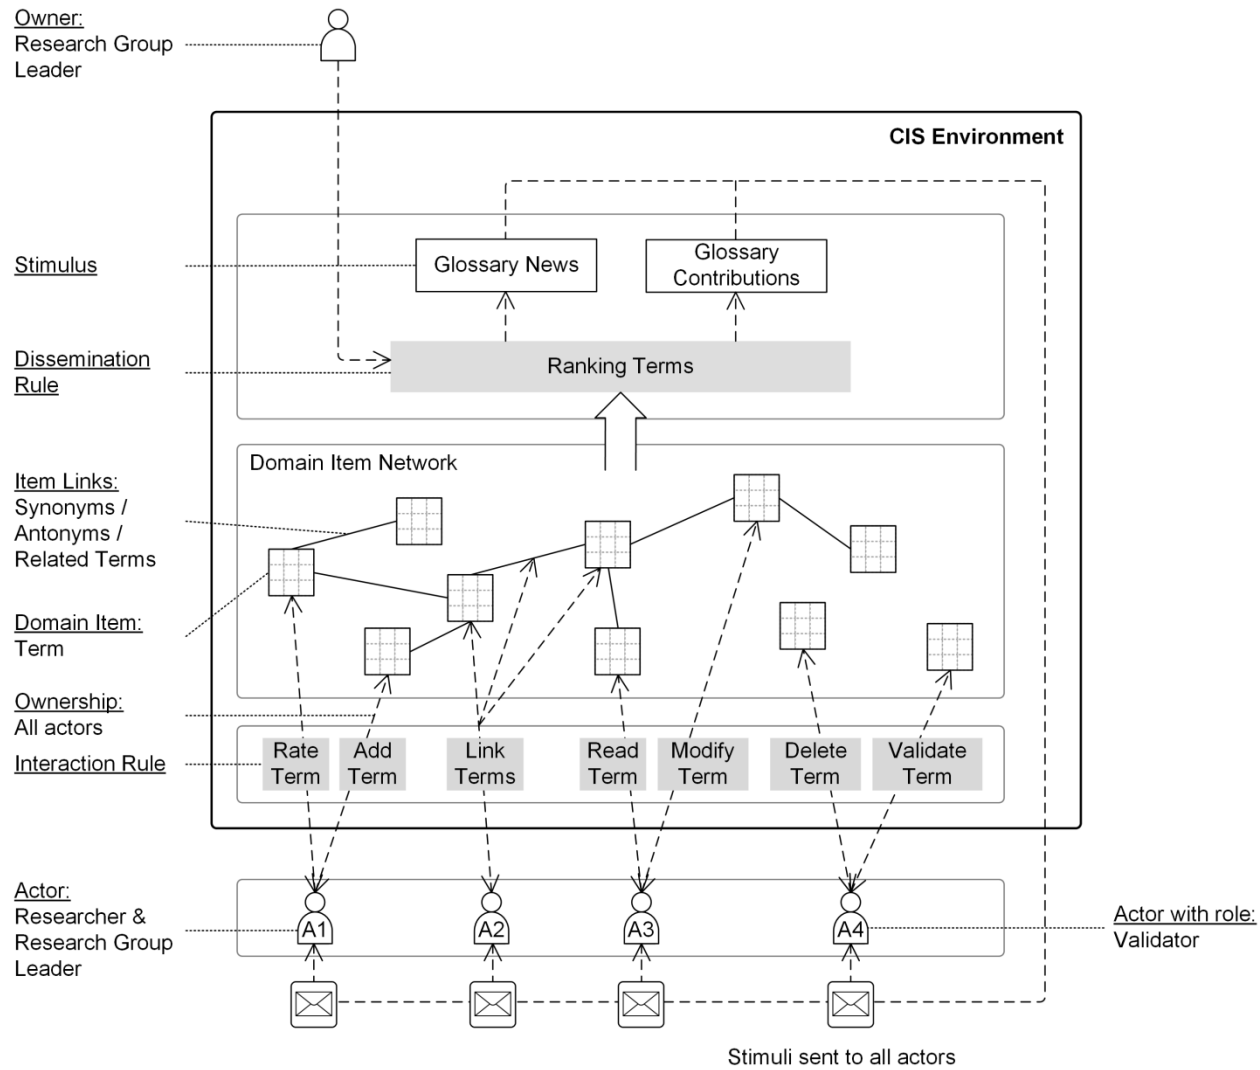 Owner:
Research Group
Leader
CIS Environment
Stimulus
Glossary News
Glossary
Contributions
Dissemination
Rule
Ranking Terms
Domain Item Network
Item Links:
Synonyms /
Antonyms /
Related Terms
Domain Item:
Term
Ownership:
All actors
Interaction Rule
Rate
Term
Add
Term
Link
Terms
Read
Term
Modify
Term
Delete
Term
Validate
Term
Actor:
Researcher &
Research Group
Leader
A1
A2
A3
A4
Actor with role:
Validator
Stimuli sent to all actors